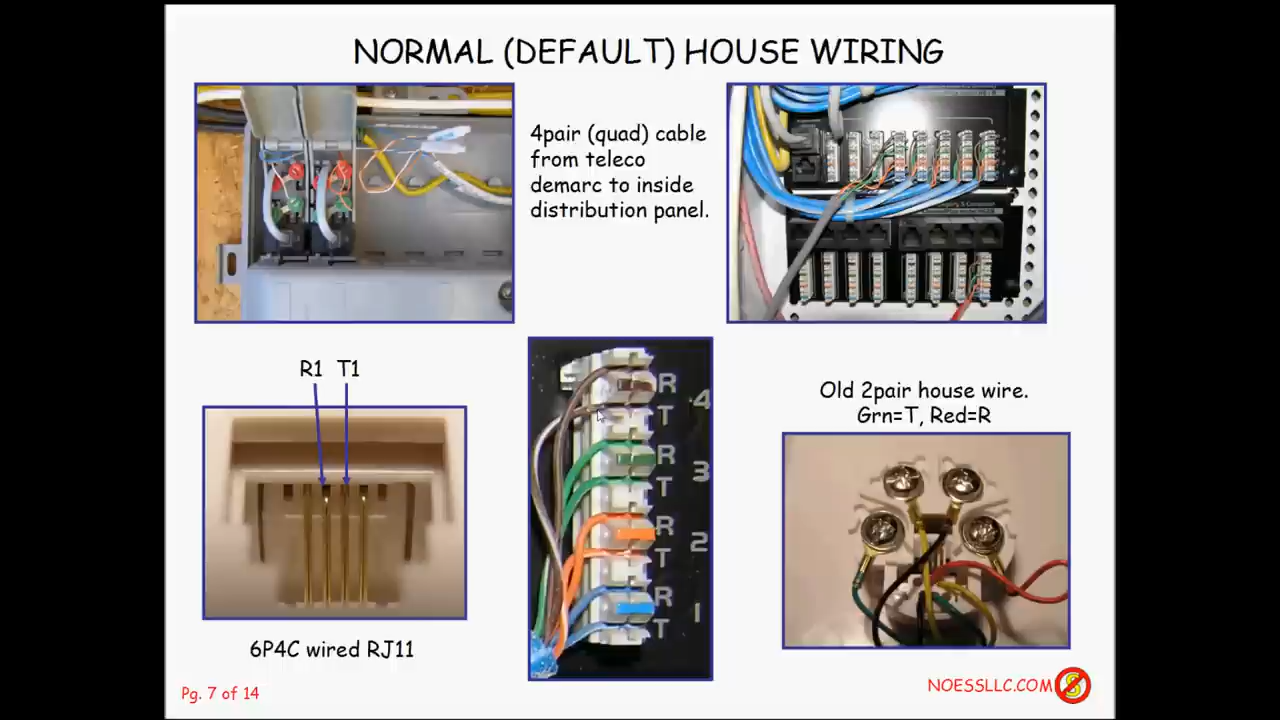 NORMAL (DEFAULT) HOUSE WIRING
4pair (quad) cable
from teleco
demarc to inside
distribution panel.
R1 T1
6P4C wired RJ11
R
4
T
R
3
T
R
2
T
R
1
T
Old 2pair house wire.
Grn=T, Red=R
Pg. 7 of 14
NOESSLLC.COM